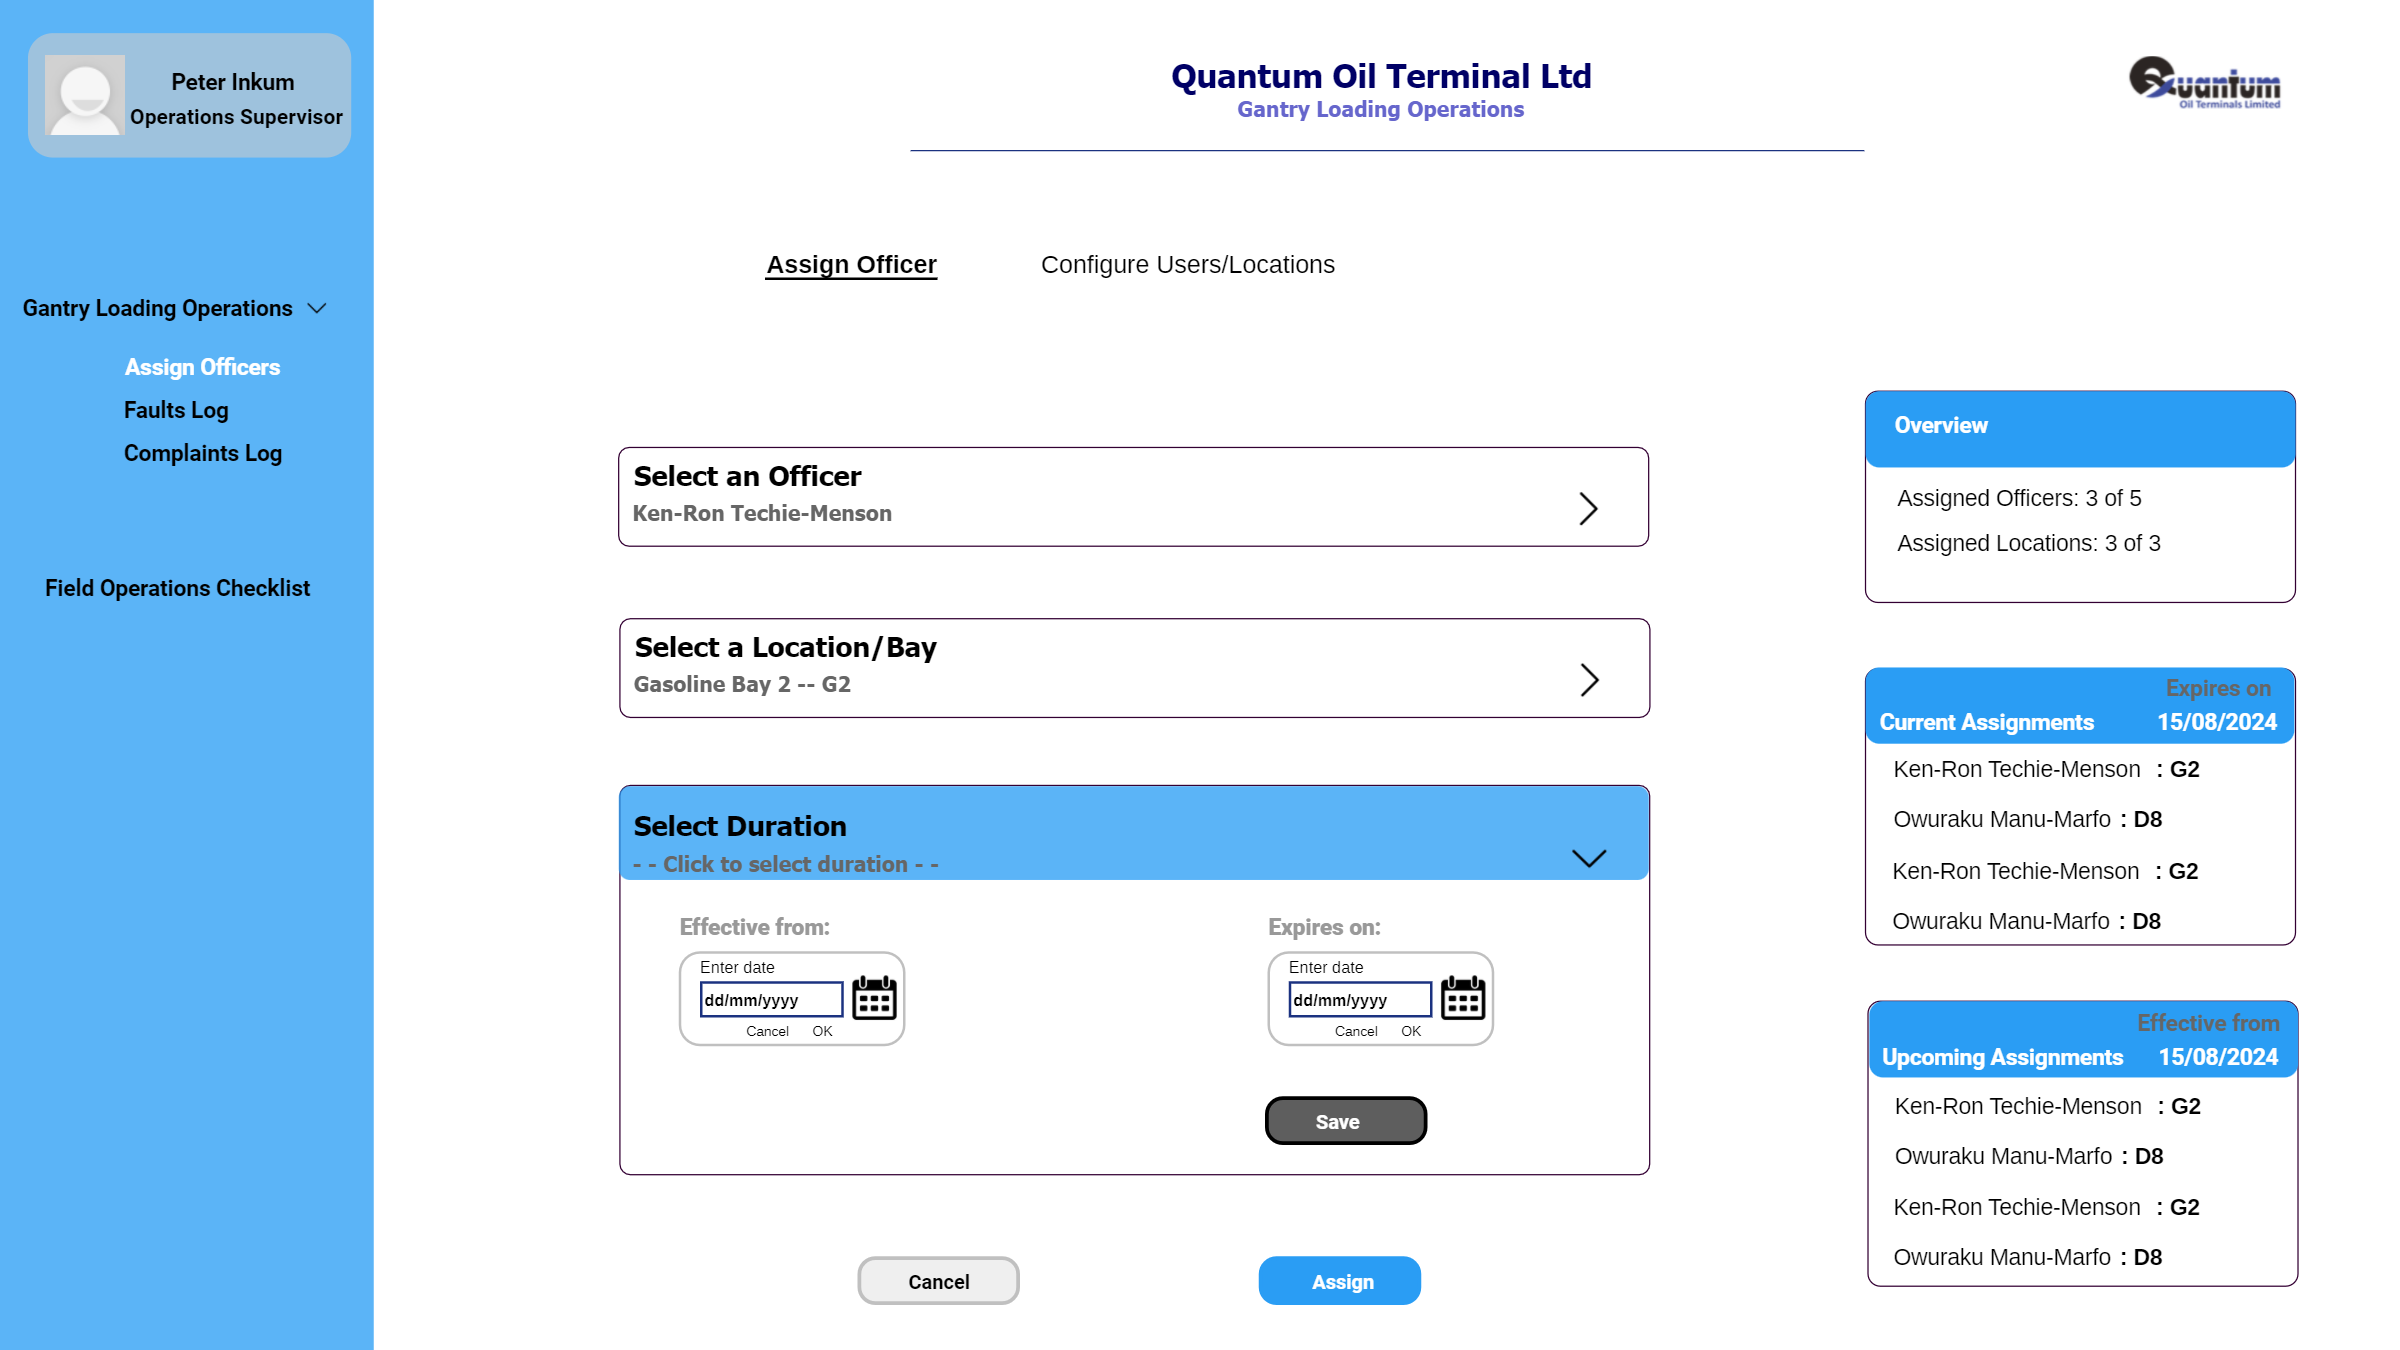 Peter Inkum
Operations Supervisor
Gantry Loading Operations
Assign Officers
Faults Log
Complaints Log
Field Operations Checklist
Quantum Oil Terminal Ltd
Gantry Loading Operations
Quantum
Oil Terminals Limited
Assign Officer
Configure Users/Locations
Select an Officer
Ken-Ron Techie-Menson
Select a Location/Bay
Gasoline Bay 2 -- G2
Select Duration
- - Click to select duration - -
Effective from:
Enter date
dd/mm/yyyy
Cancel OK
Expires on:
Enter date
dd/mm/yyyy
Cancel OK
Save
Cancel
Assign
Overview
Assigned Officers: 3 of 5
Assigned Locations: 3 of 3
Expires on
Current Assignments 15/08/2024
Ken-Ron Techie-Menson : G2
Owuraku Manu-Marfo : D8
Ken-Ron Techie-Menson : G2
Owuraku Manu-Marfo : D8
Effective from
Upcoming Assignments 15/08/2024
Ken-Ron Techie-Menson : G2
Owuraku Manu-Marfo : D8
Ken-Ron Techie-Menson : G2
Owuraku Manu-Marfo : D8